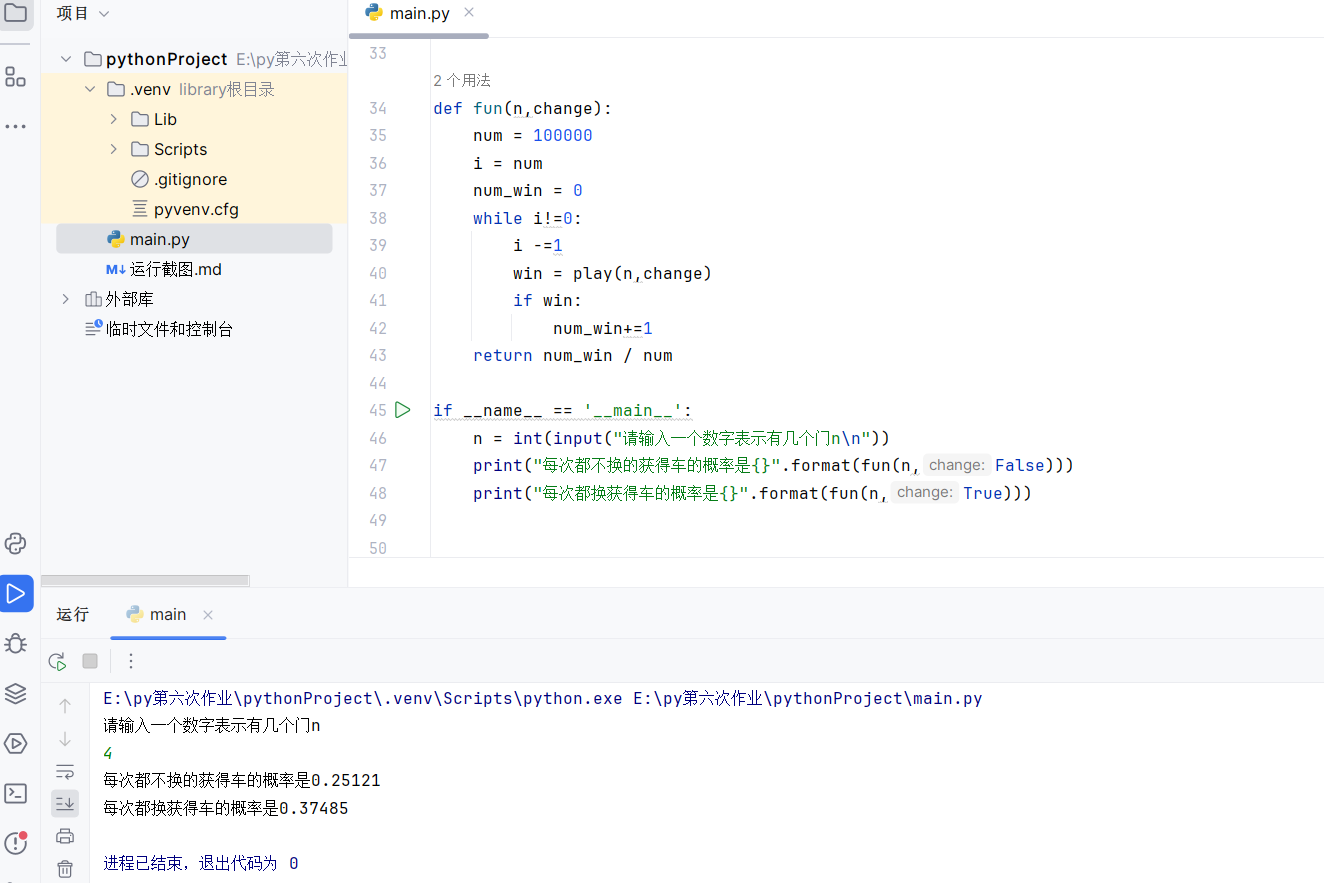 项目
main.py
pythonProject E:\py第六次作业
.venv library根目录
Lib
Scripts
.gitignore
pyvenv.cfg
main.py
M↓ 运行截图.md
外部库
临时文件和控制台
33
2 个用法
34 def fun(n,change):
35 num = 100000
36 i = num
37 num_win = 0
38 while i!=0:
39 i -=1
40 win = play(n,change)
41 if win:
42 num_win+=1
43 return num_win / num
44
45 if __name__ == '__main__':
46 n = int(input("请输入一个数字表示有几个门n\n"))
47 print("每次都不换的获得车的概率是{}".format(fun(n, change: False)))
48 print("每次都换获得车的概率是{}".format(fun(n, change: True)))
49
50
运行 main
E:\py第六次作业\pythonProject\.venv\Scripts\python.exe E:\py第六次作业\pythonProject\main.py
请输入一个数字表示有几个门n
4
每次都不换的获得车的概率是0.25121
每次都换获得车的概率是0.37485
进程已结束，退出代码为 0